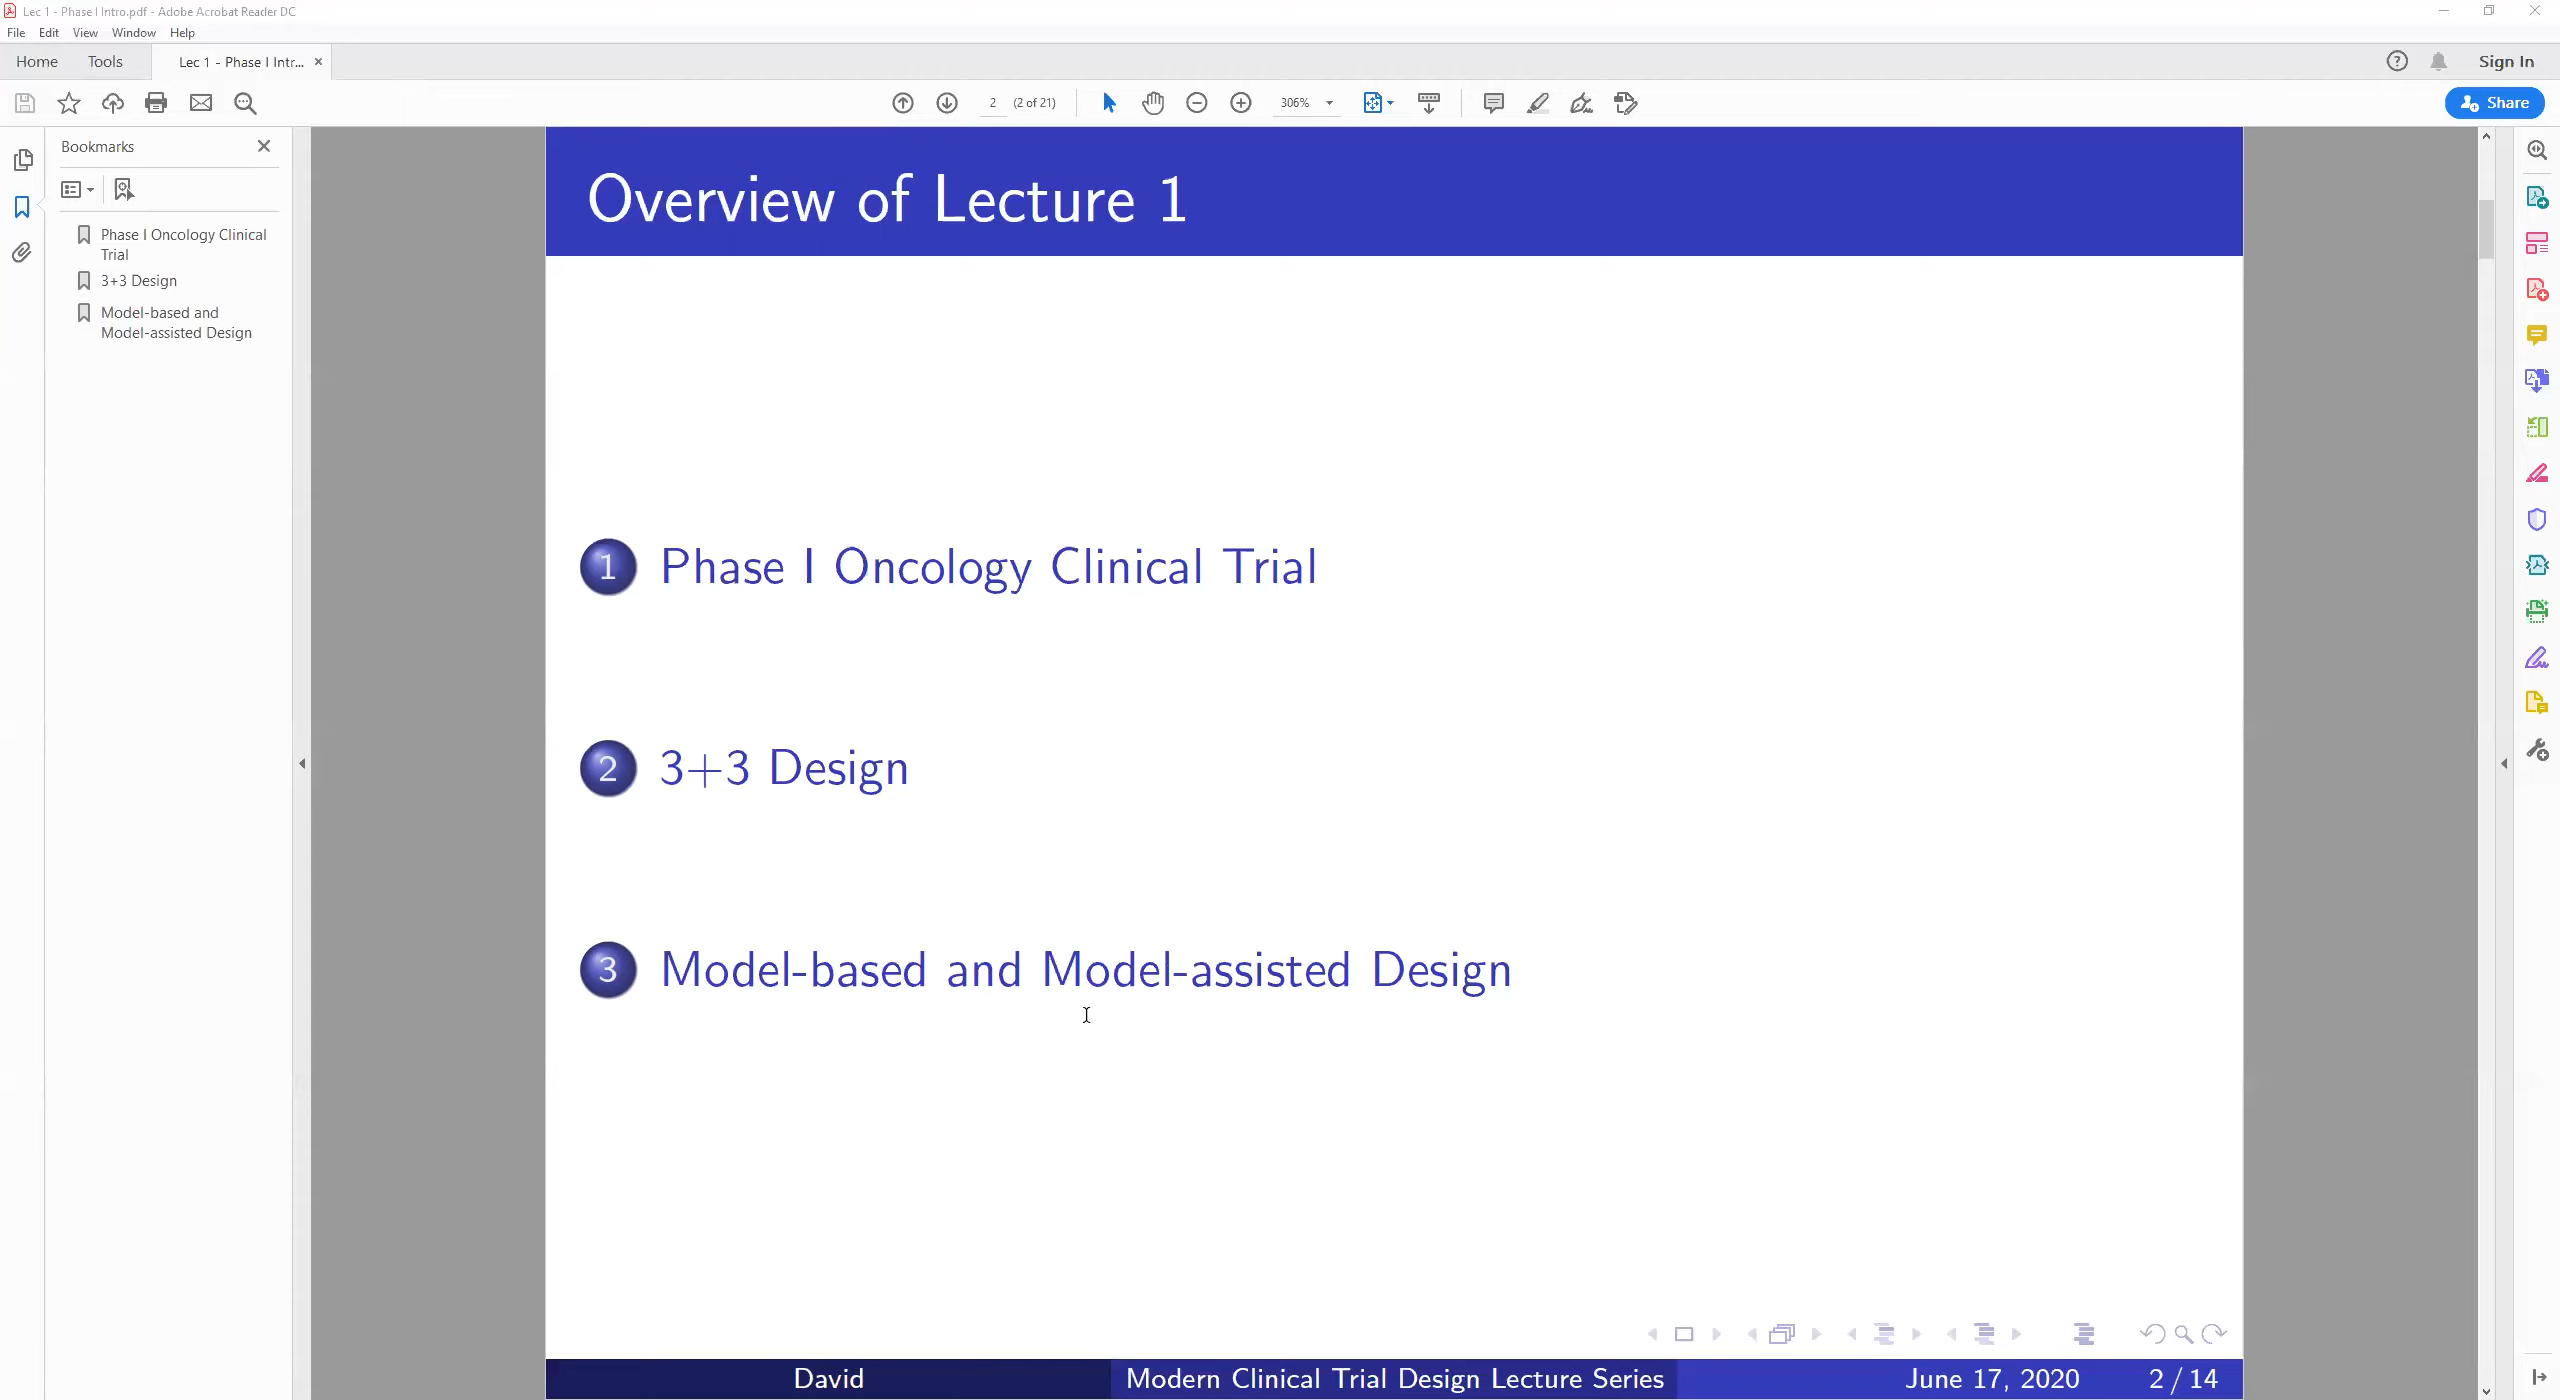 Lec 1 - Phase I Intro.pdf - Adobe Acrobat Reader DC
File Edit View Window Help
Home Tools Lec 1 - Phase I Intr... Sign In
2 (2 of 21) 306% Share
Bookmarks
Phase I Oncology Clinical
Trial
3+3 Design
Model-based and
Model-assisted Design
Overview of Lecture 1
1 Phase I Oncology Clinical Trial
2 3+3 Design
3 Model-based and Model-assisted Design
David Modern Clinical Trial Design Lecture Series June 17, 2020 2 / 14